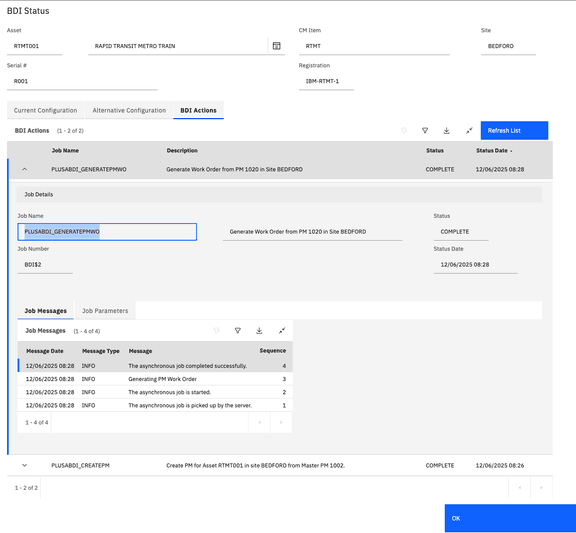 BDI Status
Asset CM Item Site
RTMT001 RAPID TRANSIT METRO TRAIN RTMT BEDFORD
Serial # Registration
R001 IBM-RTMT-1
Current Configuration Alternative Configuration BDI Actions
BDI Actions (1 - 2 of 2) Refresh List
Job Name Description Status Status Date
PLUSABDI_GENERATEPMWO Generate Work Order from PM 1020 in Site BEDFORD COMPLETE 12/06/2025 08:28
Job Details
Job Name Status
PLUSABDI_GENERATEPMWO Generate Work Order from PM 1020 in Site BEDFORD COMPLETE
Job Number Status Date
BDI$2 12/06/2025 08:28
Job Messages Job Parameters
Job Messages (1 - 4 of 4)
Message Date Message Type Message Sequence
12/06/2025 08:28 INFO The asynchronous job completed successfully. 4
12/06/2025 08:28 INFO Generating PM Work Order 3
12/06/2025 08:28 INFO The asynchronous job is started. 2
12/06/2025 08:28 INFO The asynchronous job is picked up by the server. 1
1 - 4 of 4
PLUSABDI_CREATEPM Create PM for Asset RTMT001 in site BEDFORD from Master PM 1002. COMPLETE 12/06/2025 08:26
1 - 2 of 2
OK